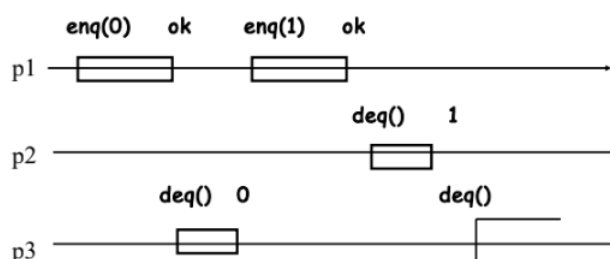 enq(0) ok enq(1) ok
p1
deq() 1
p2
deq() 0 deq()
p3